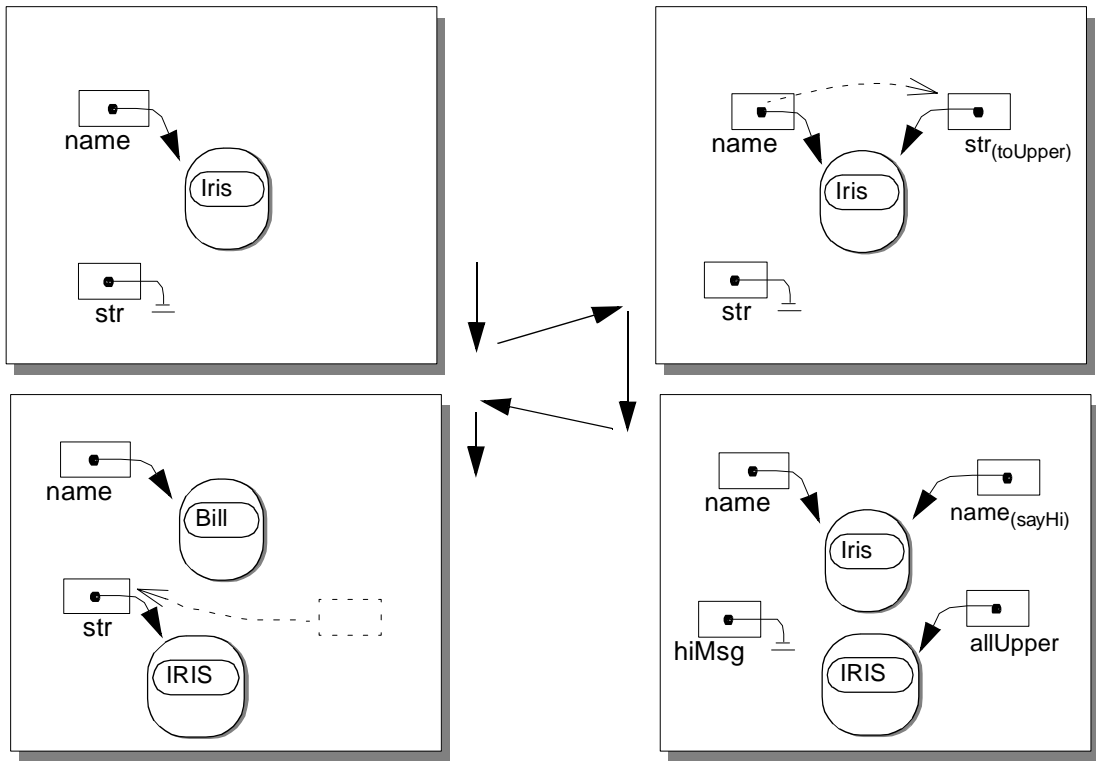 name
Iris
str
name
str(toUpper)
Iris
str
name
Bill
str
IRIS
name
name(sayHi)
Iris
hiMsg
allUpper
IRIS